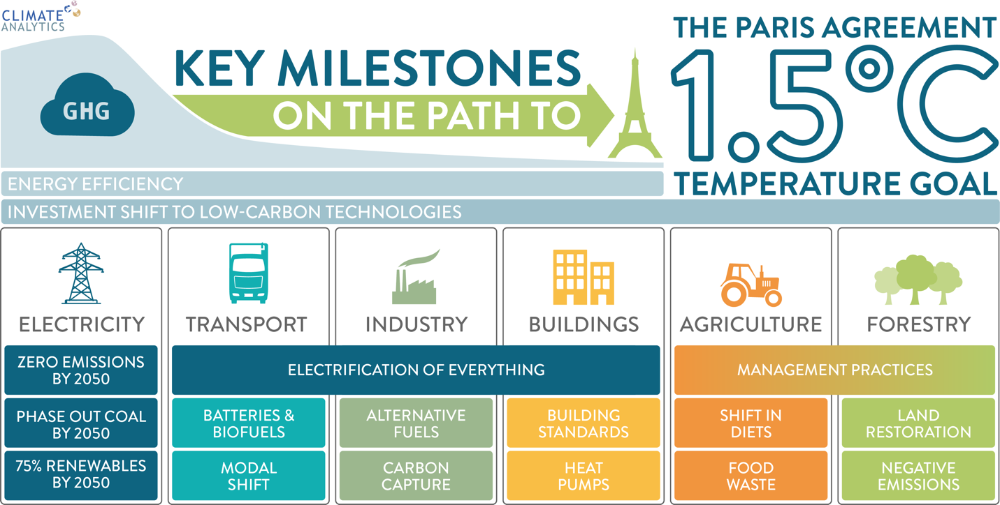 CLIMATE
ANALYTICS
GHG
KEY MILESTONES
ON THE PATH TO
THE PARIS AGREEMENT
1.5°C
TEMPERATURE GOAL
ENERGY EFFICIENCY
INVESTMENT SHIFT TO LOW-CARBON TECHNOLOGIES
ELECTRICITY
TRANSPORT
INDUSTRY
BUILDINGS
AGRICULTURE
FORESTRY
ZERO EMISSIONS
BY 2050
ELECTRIFICATION OF EVERYTHING
MANAGEMENT PRACTICES
PHASE OUT COAL
BY 2050
BATTERIES &
BIOFUELS
ALTERNATIVE
FUELS
BUILDING
STANDARDS
SHIFT IN
DIETS
LAND
RESTORATION
75% RENEWABLES
BY 2050
MODAL
SHIFT
CARBON
CAPTURE
HEAT
PUMPS
FOOD
WASTE
NEGATIVE
EMISSIONS